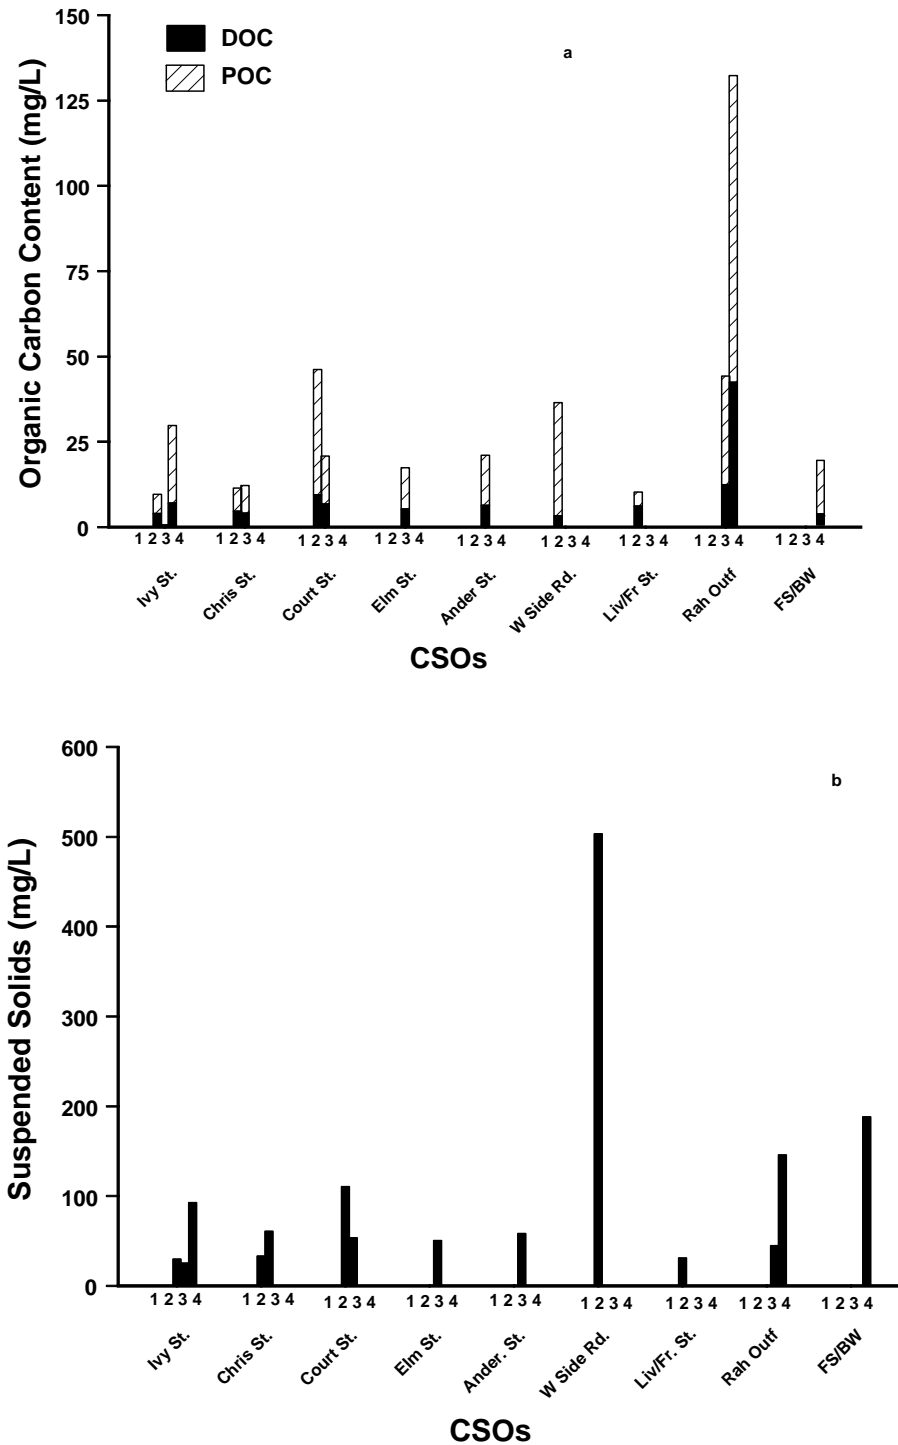 150
125
100
75
50
25
0
Organic Carbon Content (mg/L)
DOC
POC
a
1 2 3 4 1 2 3 4 1 2 3 4 1 2 3 4 1 2 3 4 1 2 3 4 1 2 3 4 1 2 3 4 1 2 3 4
Ivy St. Chris St. Court St. Elm St. Ander St. W Side Rd. Liv/Fr St. Rah Outf FS/BW
CSOs
600
500
400
300
200
100
0
Suspended Solids (mg/L)
b
1 2 3 4 1 2 3 4 1 2 3 4 1 2 3 4 1 2 3 4 1 2 3 4 1 2 3 4 1 2 3 4 1 2 3 4
Ivy St. Chris St. Court St. Elm St. Ander. St. W Side Rd. Liv/Fr. St. Rah Outf FS/BW
CSOs